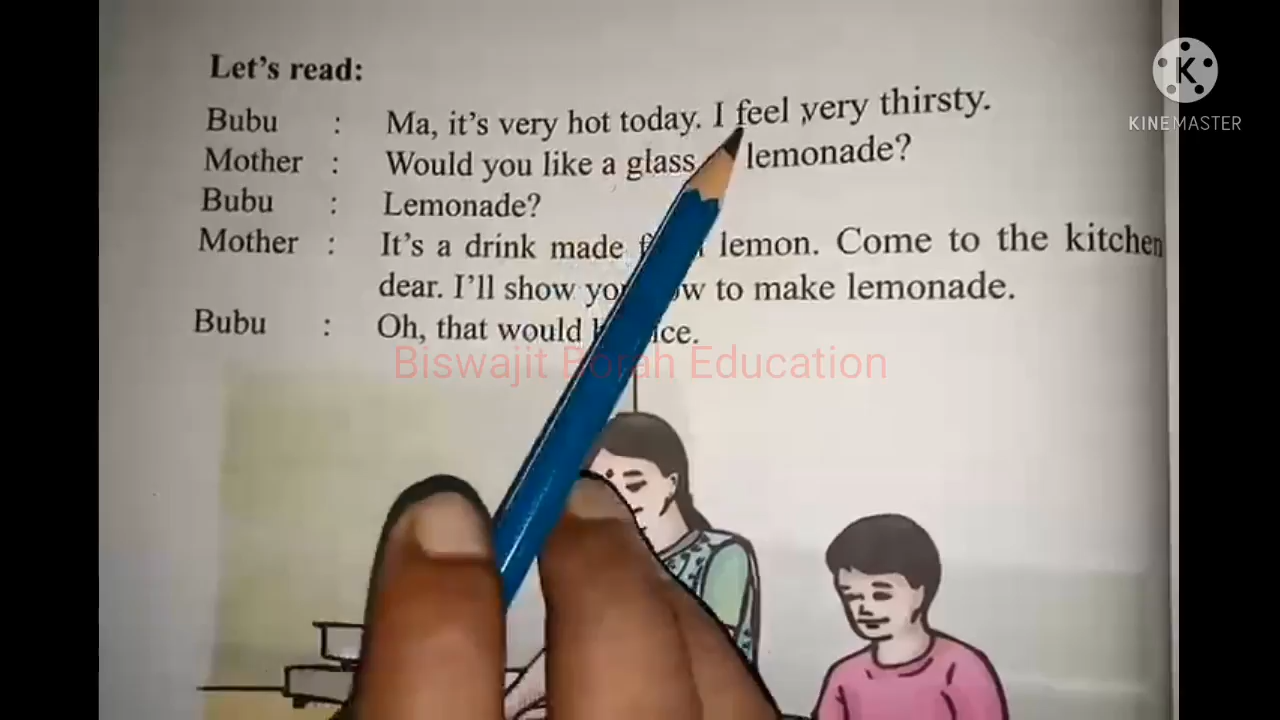 Let's read:
Bubu : Ma, it's very hot today. I feel very thirsty.
Mother : Would you like a glass lemonade?
Bubu : Lemonade?
Mother : It's a drink made lemon. Come to the kitchen
dear. I'll show you to make lemonade.
Bubu : Oh, that would
Biswajit Borah Education
K
KINEMASTER